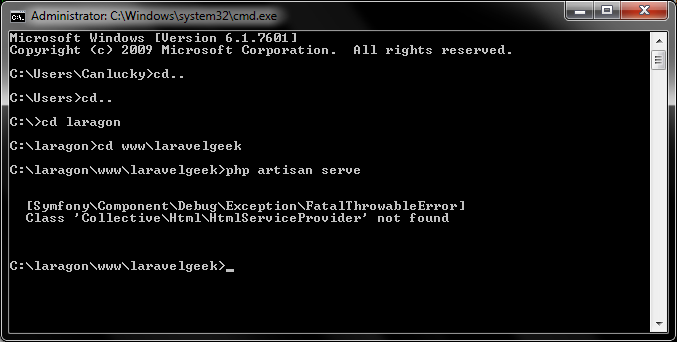 Administrator: C:\Windows\system32\cmd.exe
Microsoft Windows [Version 6.1.7601]
Copyright (c) 2009 Microsoft Corporation.  All rights reserved.
C:\Users\Canlucky>cd..
C:\Users>cd..
C:\>cd laragon
C:\laragon>cd www\laravelgeek
C:\laragon\www\laravelgeek>php artisan serve
[Symfony\Component\Debug\Exception\FatalThrowableError]
Class 'Collective\Html\HtmlServiceProvider' not found
C:\laragon\www\laravelgeek>_